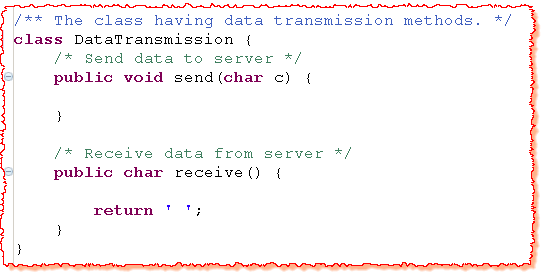 /** The class having data transmission methods. */
class DataTransmission {
/* Send data to server */
public void send(char c) {
}
/* Receive data from server */
public char receive() {
return ' ';
}
}